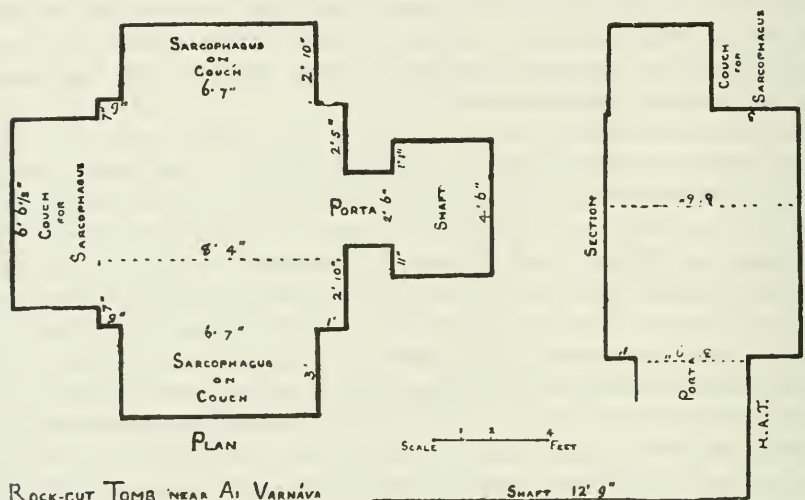 SARCOPHAGUS
ON
COUCH
6·7"
2' 10"
7"
9"
2' 5"
1'1"
6' 6½"
COUCH
FOR
SARCOPHAGUS
PORTA
2' 6"
SHAFT
4' 6"
8' 4"
7"
9"
2' 10"
11"
6·7"
1'
SARCOPHAGUS
ON
COUCH
3'
PLAN
COUCH
FOR
SARCOPHAGUS
SECTION
PORTA
H.A.T.
SCALE 1 2 4 FEET
ROCK-CUT TOMB NEAR AI VARNÁVA
SHAFT 12' 9"